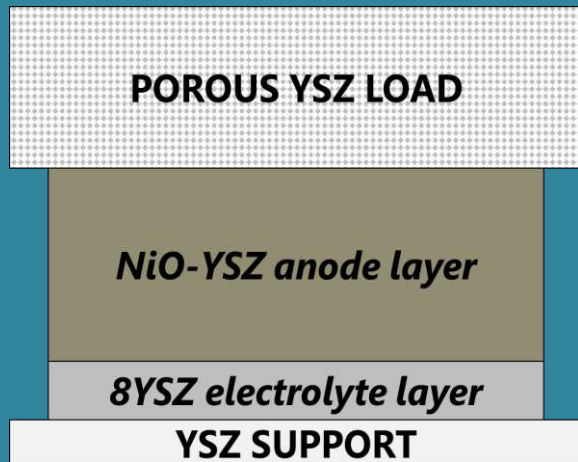 POROUS YSZ LOAD
NiO-YSZ anode layer
8YSZ electrolyte layer
YSZ SUPPORT